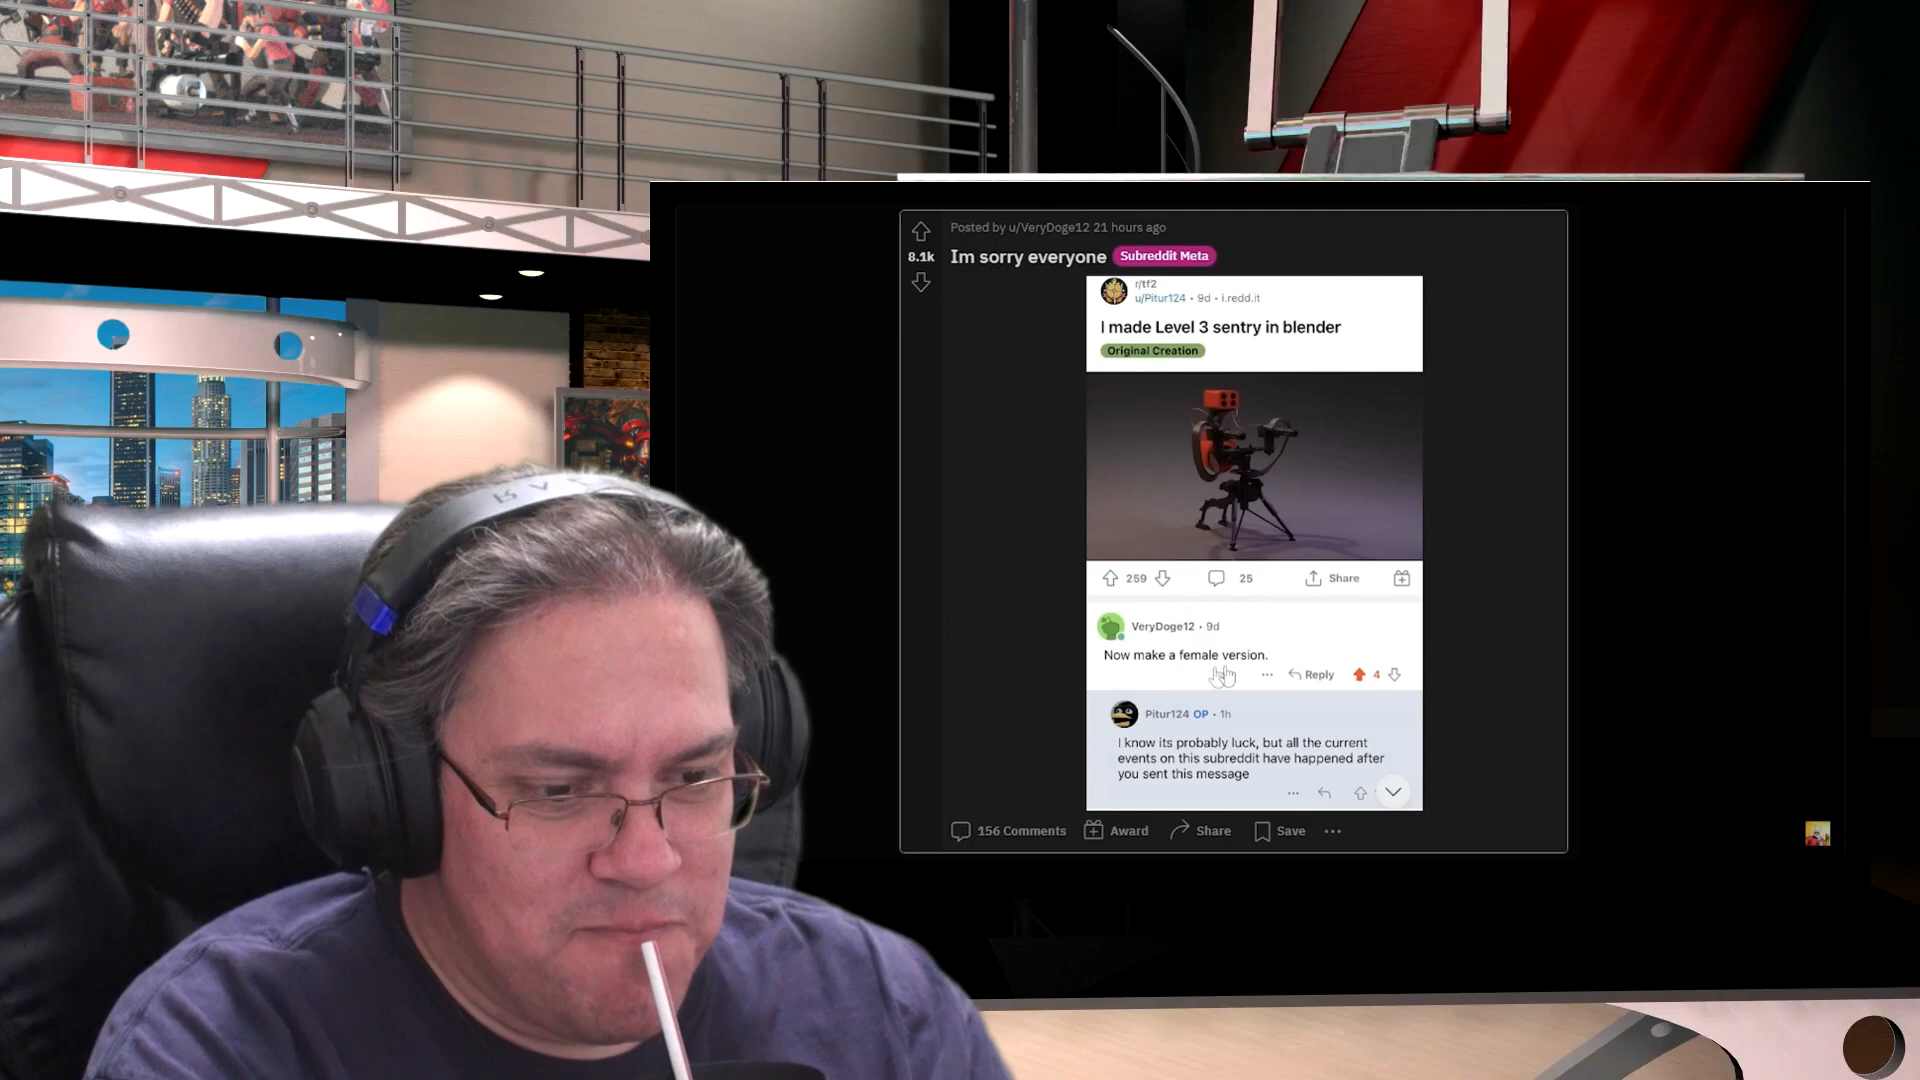 Posted by u/VeryDoge12 21 hours ago
8.1k
Im sorry everyone Subreddit Meta
r/tf2
u/Pitur124 • 9d • i.redd.it
I made Level 3 sentry in blender
Original Creation
259 25 Share
VeryDoge12 • 9d
Now make a female version.
... Reply 4
Pitur124 OP • 1h
I know its probably luck, but all the current
events on this subreddit have happened after
you sent this message
...
156 Comments Award Share Save ...